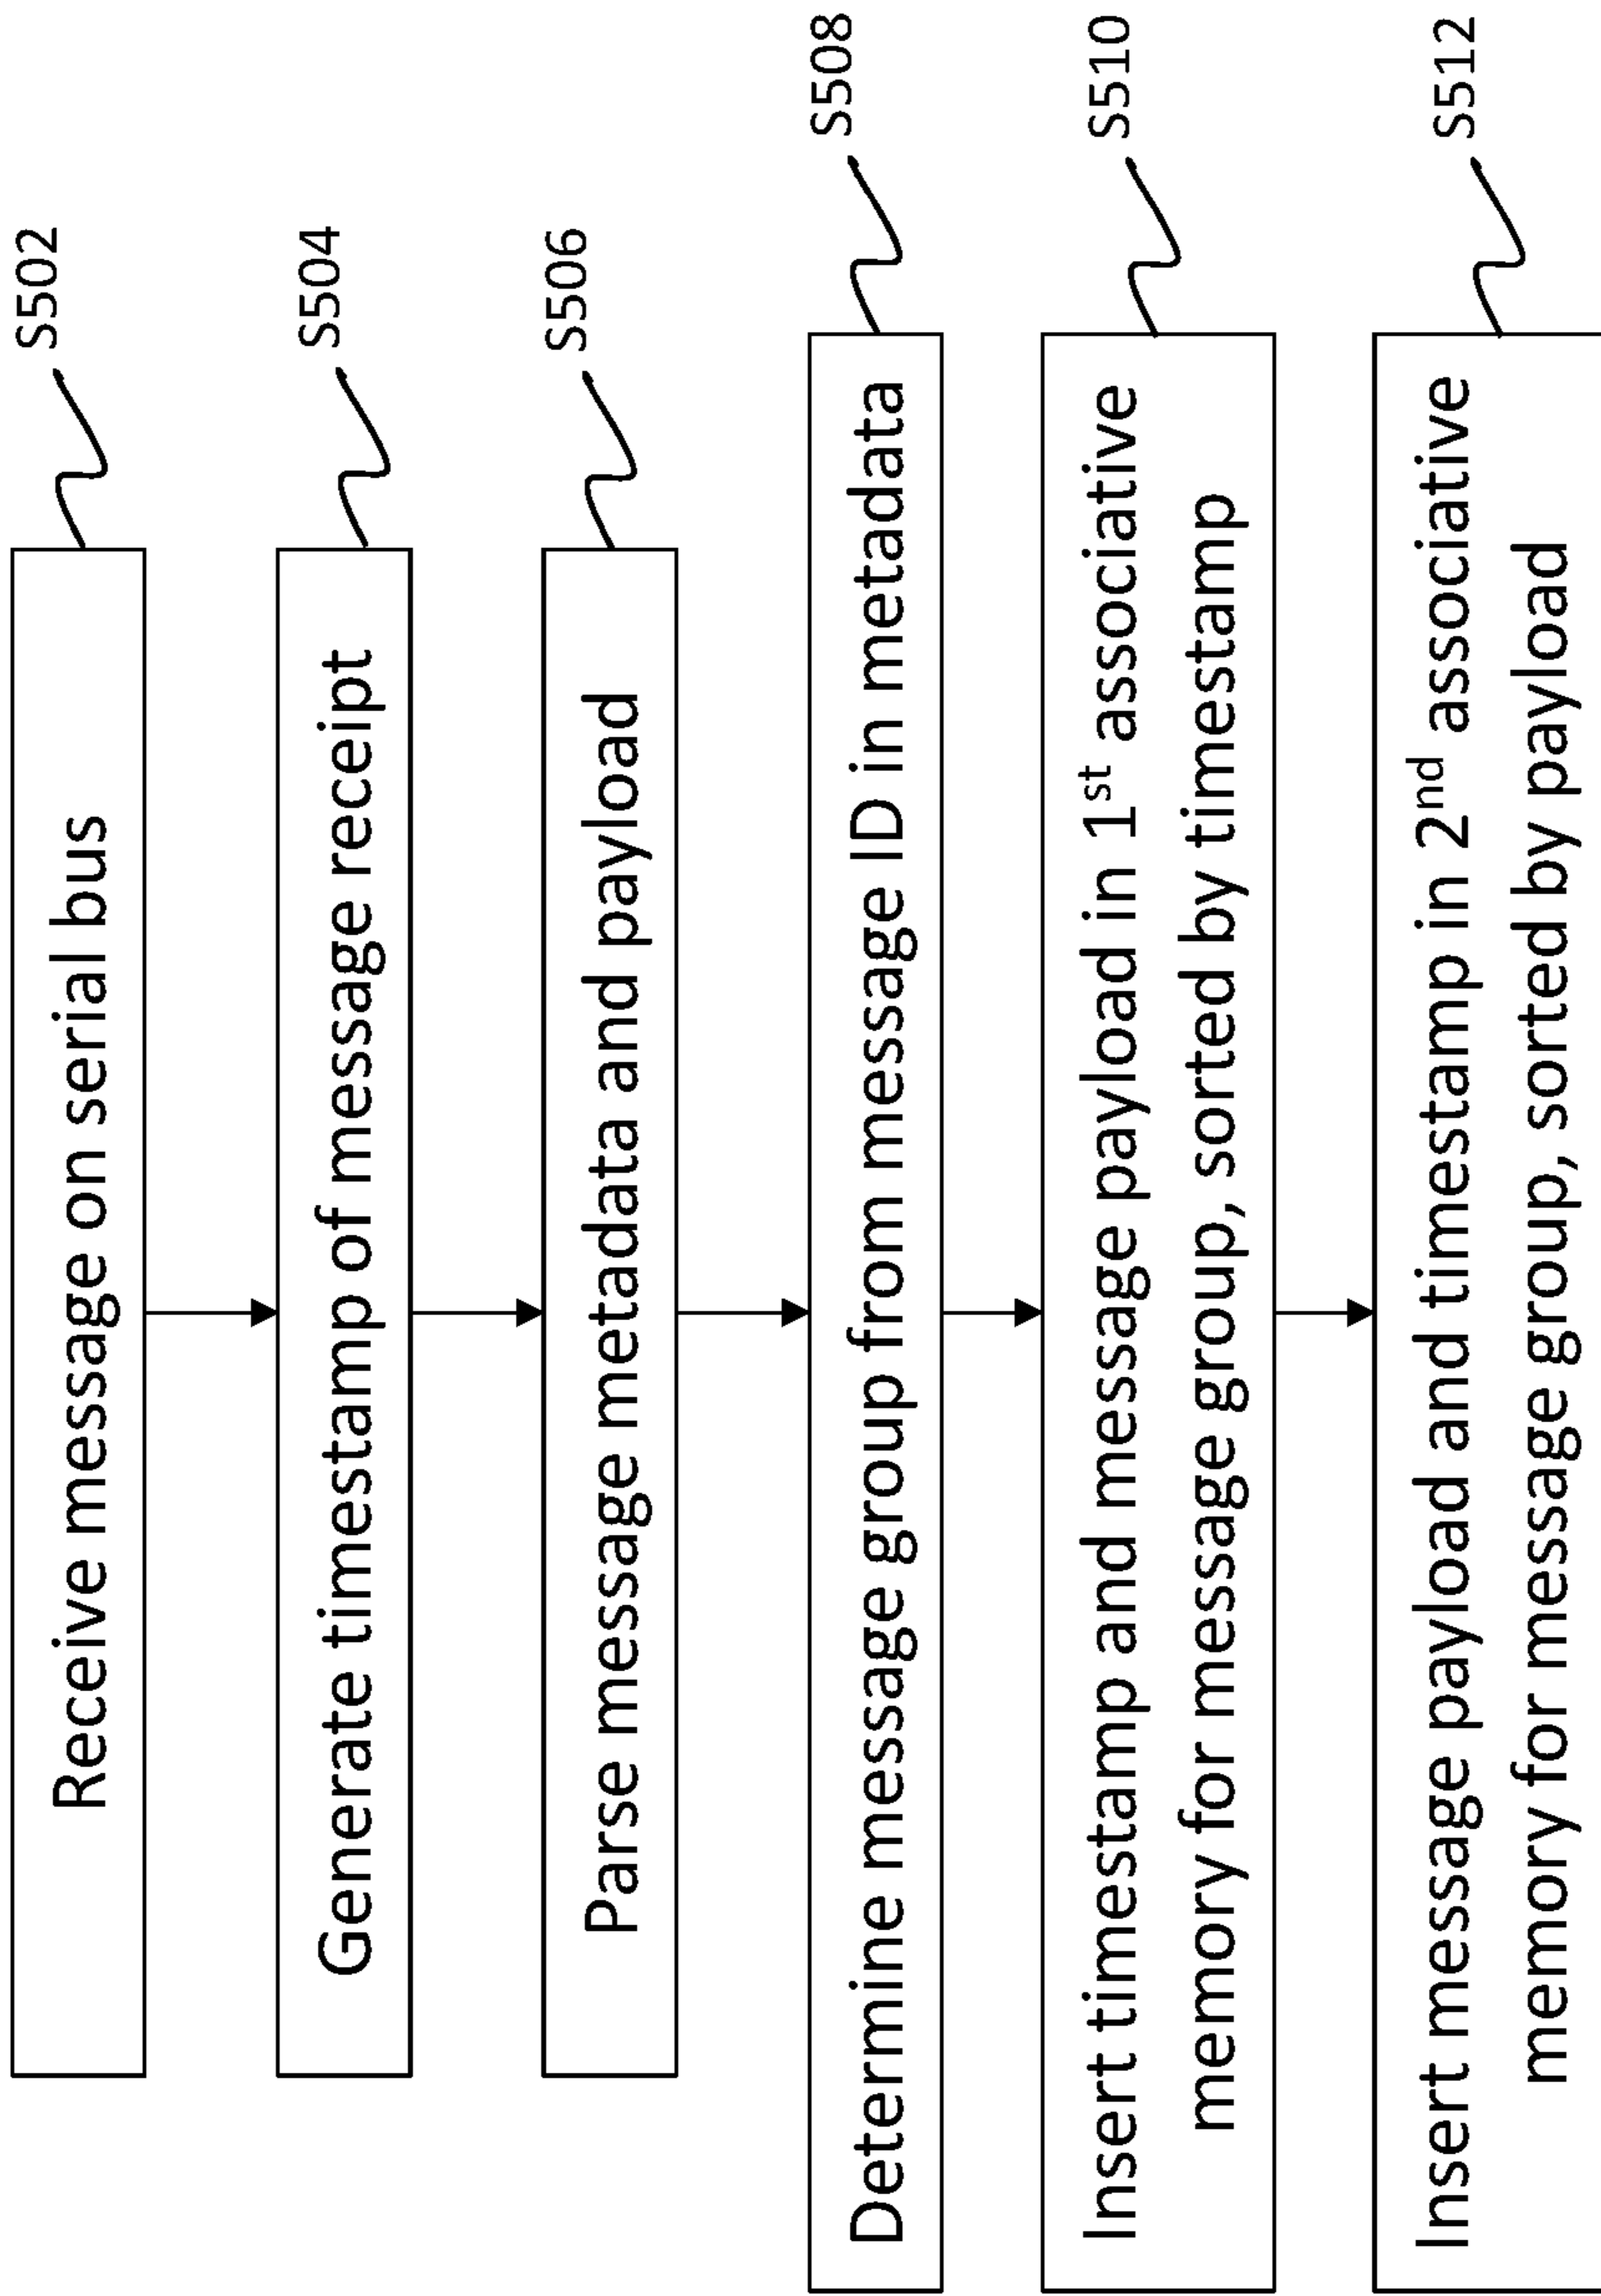 Receive message on serial bus
S502
Generate timestamp of message receipt
S504
Parse message metadata and payload
S506
Determine message group from message ID in metadata
S508
Insert timestamp and message payload in 1st associative
memory for message group, sorted by timestamp
S510
Insert message payload and timestamp in 2nd associative
memory for message group, sorted by payload
S512